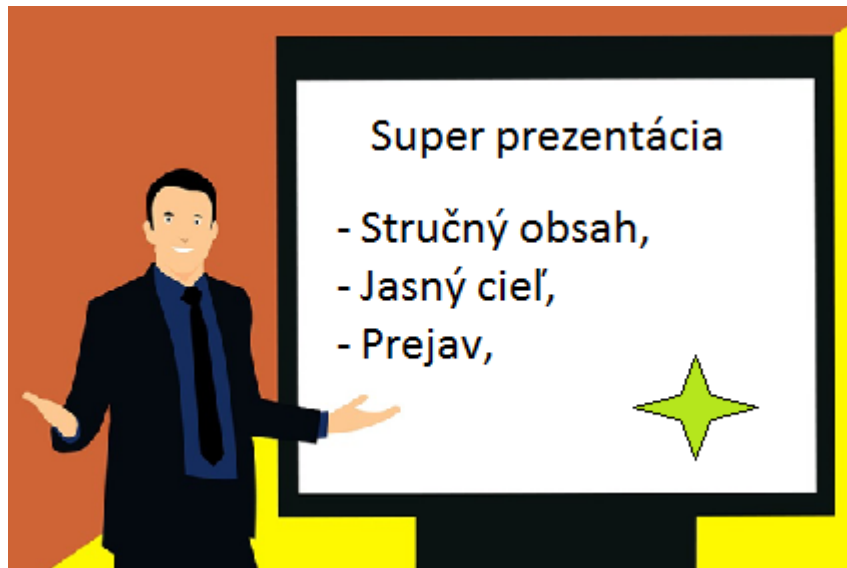 Super prezentácia
- Stručný obsah,
- Jasný cieľ,
- Prejav,